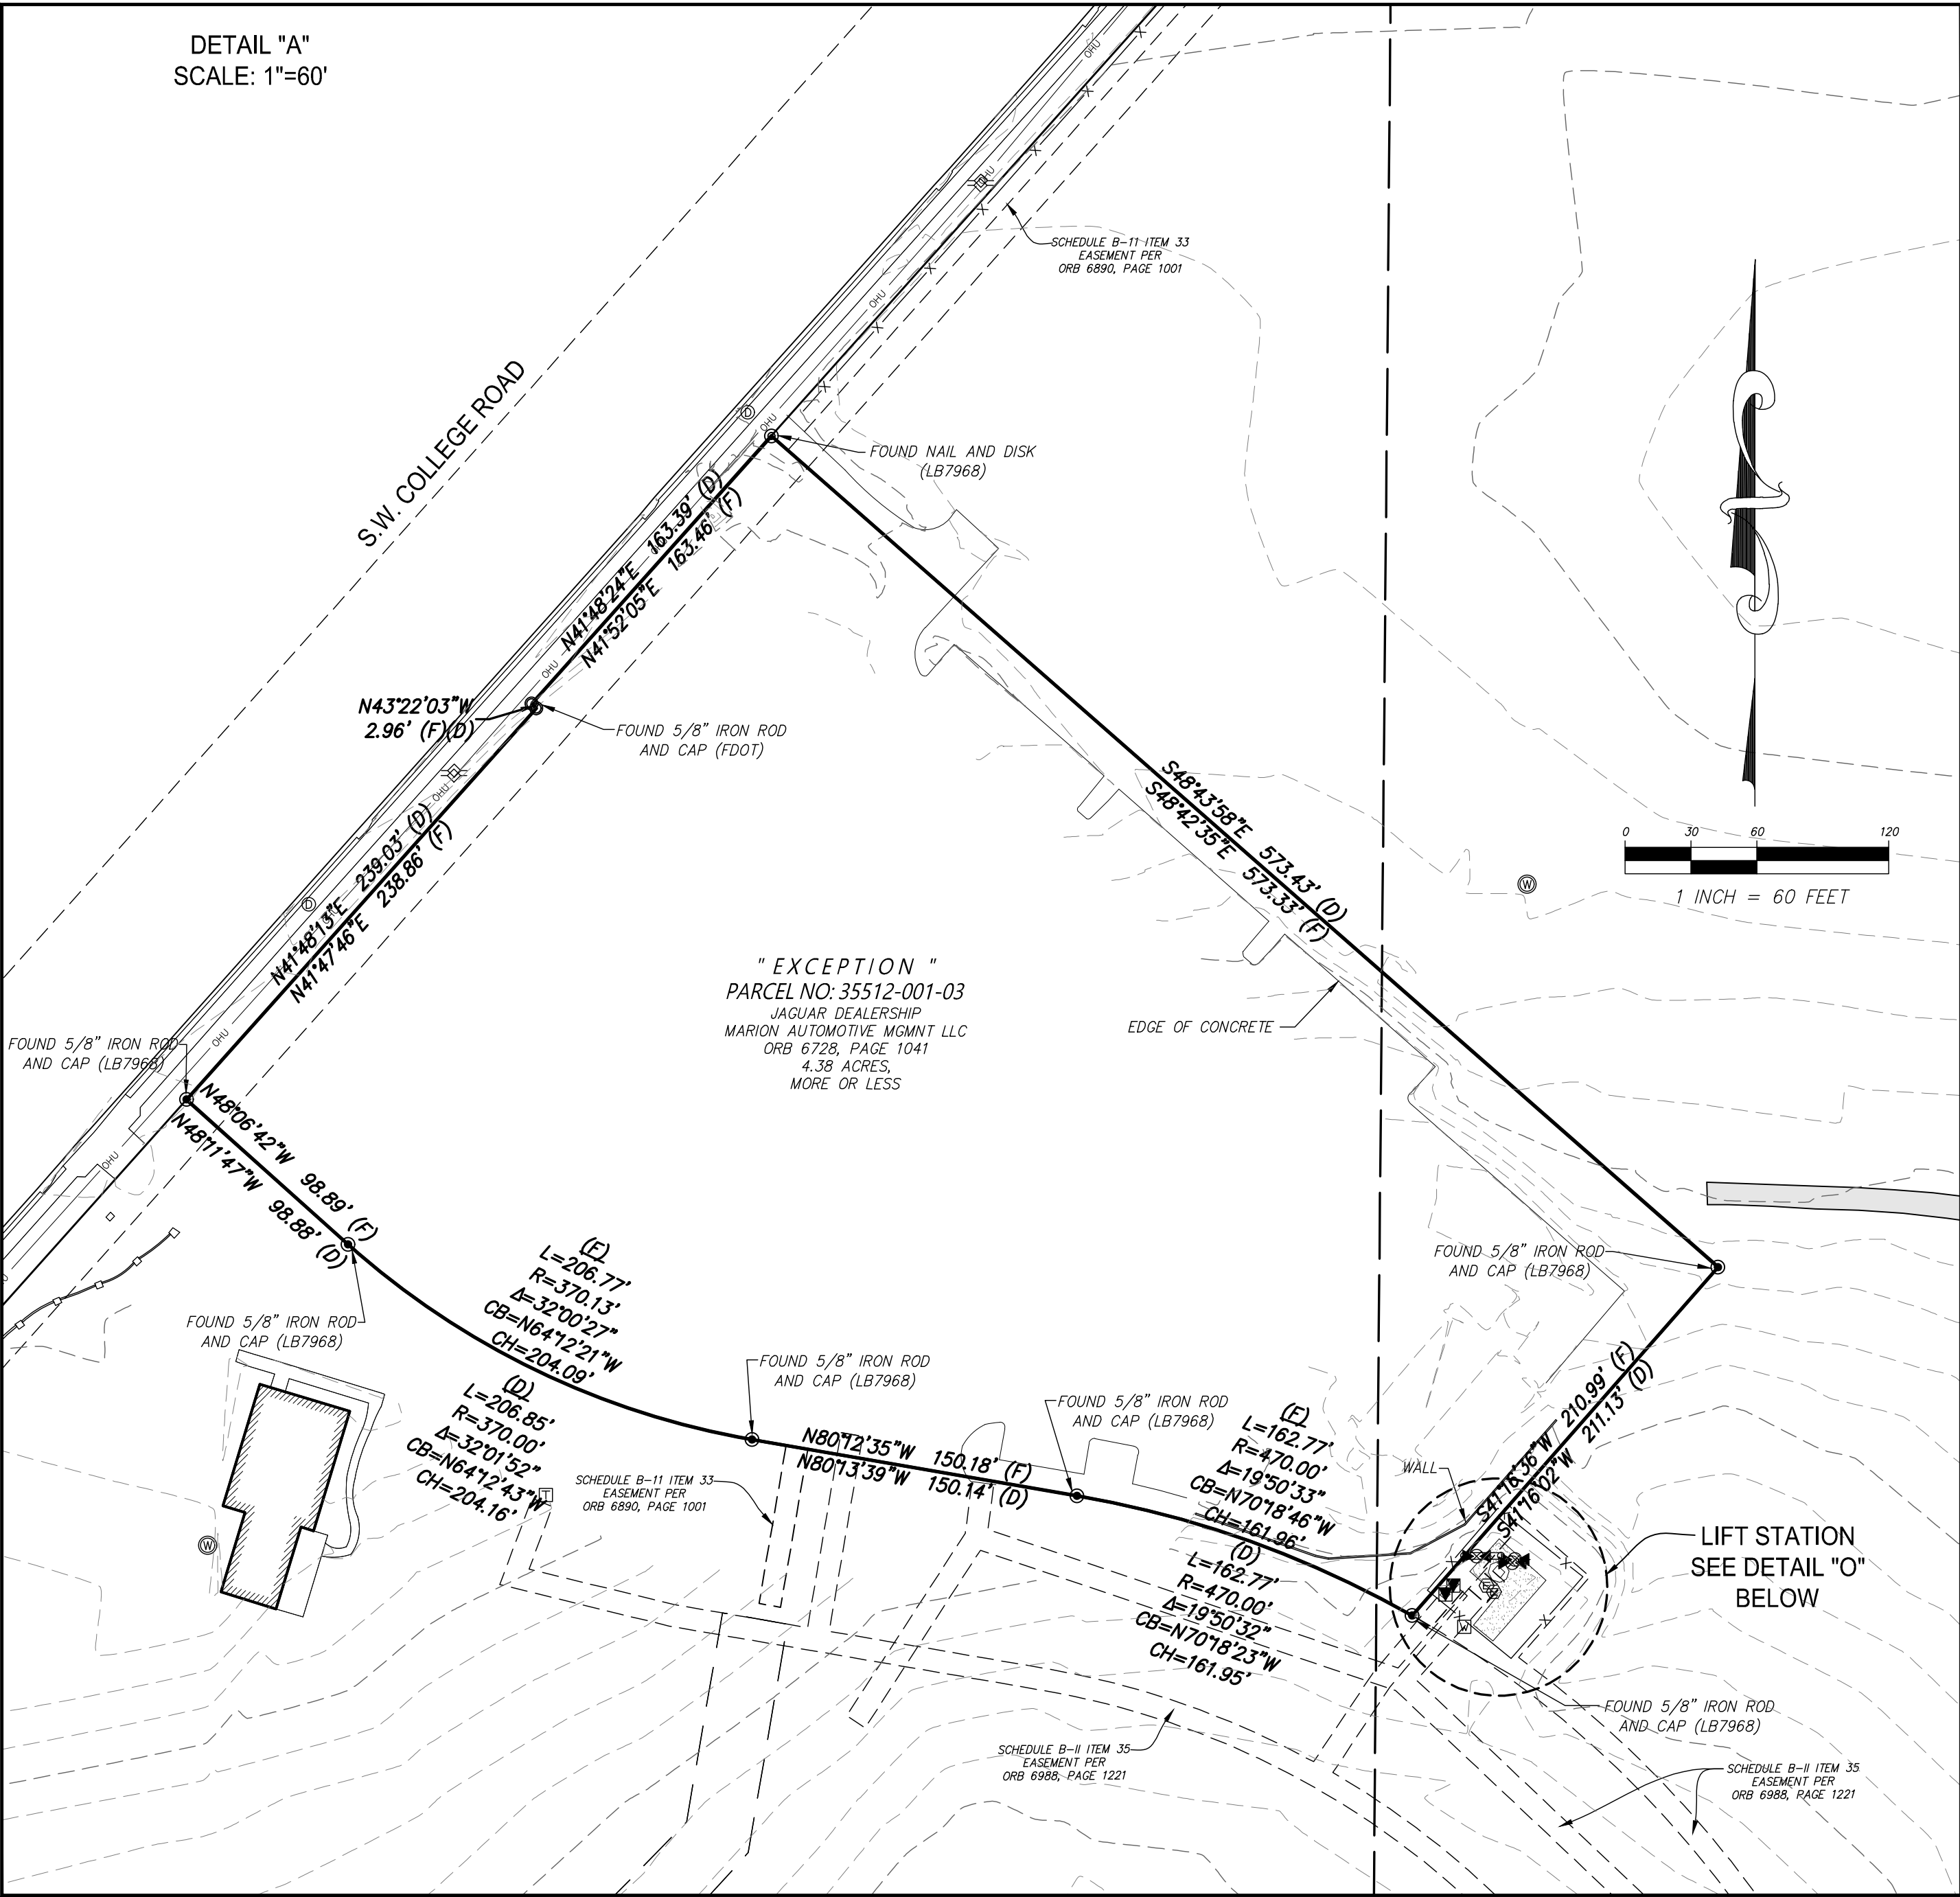 DETAIL "A"
SCALE: 1"=60'
OHU
OHU
SCHEDULE B-11 ITEM 33
EASEMENT PER
ORB 6890, PAGE 1001
OHU
S.W. COLLEGE ROAD
D
OHU
FOUND NAIL AND DISK
(LB7968)
N41°48'24"E 163.39' (D)
N41°52'05"E 163.46' (F)
OHU
N43°22'03"W
2.96' (F)(D)
FOUND 5/8" IRON ROD
AND CAP (FDOT)
OHU
S48°43'58"E 573.43' (D)
S48°42'35"E 573.33' (F)
0 30 60 120
1 INCH = 60 FEET
W
D
N41°48'13"E 239.03' (D)
N41°47'46"E 238.86' (F)
" EXCEPTION "
PARCEL NO: 35512-001-03
JAGUAR DEALERSHIP
MARION AUTOMOTIVE MGMNT LLC
ORB 6728, PAGE 1041
4.38 ACRES,
MORE OR LESS
EDGE OF CONCRETE
FOUND 5/8" IRON ROD
AND CAP (LB7968)
OHU
OHU
N48°06'42"W 98.89' (F)
N48°11'47"W 98.88' (D)
FOUND 5/8" IRON ROD
AND CAP (LB7968)
(F)
L=206.77'
R=370.13'
Δ=32°00'27"
CB=N64°12'21"W
CH=204.09'
(D)
L=206.85'
R=370.00'
Δ=32°01'52"
CB=N64°12'43"W
CH=204.16'
FOUND 5/8" IRON ROD
AND CAP (LB7968)
FOUND 5/8" IRON ROD
AND CAP (LB7968)
FOUND 5/8" IRON ROD
AND CAP (LB7968)
N80°12'35"W 150.18' (F)
N80°13'39"W 150.14' (D)
SCHEDULE B-11 ITEM 33
EASEMENT PER
ORB 6890, PAGE 1001
T
W
(F)
L=162.77'
R=470.00'
Δ=19°50'33"
CB=N70°18'46"W
CH=161.96'
(D)
L=162.77'
R=470.00'
Δ=19°50'32"
CB=N70°18'23"W
CH=161.95'
WALL
S41°16'36"W 210.99' (F)
S41°16'02"W 211.13' (D)
LIFT STATION
SEE DETAIL "O"
BELOW
W
FOUND 5/8" IRON ROD
AND CAP (LB7968)
SCHEDULE B-II ITEM 35
EASEMENT PER
ORB 6988, PAGE 1221
SCHEDULE B-II ITEM 35
EASEMENT PER
ORB 6988, PAGE 1221